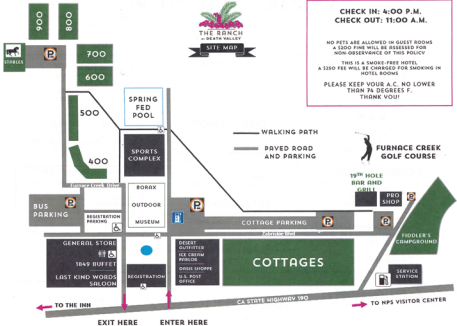 THE RANCH
AT DEATH VALLEY
SITE MAP
CHECK IN: 4:00 P.M.
CHECK OUT: 11:00 A.M.
NO PETS ARE ALLOWED IN GUEST ROOMS
A $200 FINE WILL BE ASSESSED FOR
NON-OBSERVANCE OF THIS POLICY
THIS IS A SMOKE-FREE HOTEL
A $250 FEE WILL BE CHARGED FOR SMOKING IN
HOTEL ROOMS
PLEASE KEEP YOUR A.C. NO LOWER
THAN 74 DEGREES F.
THANK YOU!
900
800
STABLES
P
700
600
500
400
SPRING
FED
POOL
SPORTS
COMPLEX
WALKING PATH
PAVED ROAD
AND PARKING
FURNACE CREEK
GOLF COURSE
19TH HOLE
BAR AND
GRILL
PRO
SHOP
P
Furnace Creek Drive
BUS
PARKING
P
REGISTRATION
PARKING
BORAX
OUTDOOR
MUSEUM
P
COTTAGE PARKING
P
P
FIDDLER'S
CAMPGROUND
GENERAL STORE
1849 BUFFET
LAST KIND WORDS
SALOON
REGISTRATION
DESERT
OUTFITTER
ICE CREAM
PARLOR
OASIS SHOPPE
U.S. POST
OFFICE
COTTAGES
SERVICE
STATION
CA STATE HIGHWAY 190
TO THE INN
TO NPS VISITOR CENTER
EXIT HERE
ENTER HERE